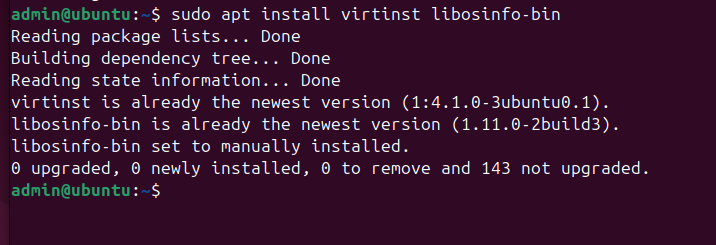 admin@ubuntu:~$ sudo apt install virtinst libosinfo-bin
Reading package lists... Done
Building dependency tree... Done
Reading state information... Done
virtinst is already the newest version (1:4.1.0-3ubuntu0.1).
libosinfo-bin is already the newest version (1.11.0-2build3).
libosinfo-bin set to manually installed.
0 upgraded, 0 newly installed, 0 to remove and 143 not upgraded.
admin@ubuntu:~$